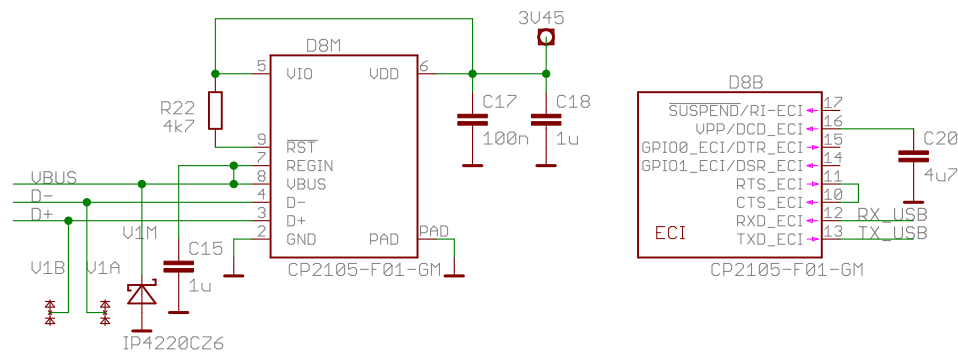 3V45
D8M
5 VIO VDD 6
R22
4k7
C17
100n
C18
1u
9 RST
7 REGIN
8 VBUS
4 D-
3 D+
2 GND PAD PAD
CP2105-F01-GM
VBUS
D-
D+
V1M
V1B
V1A
C15
1u
IP4220CZ6
D8B
SUSPEND/RI-ECI 17
VPP/DCD_ECI 16
GPIO0_ECI/DTR_ECI 15
GPIO1_ECI/DSR_ECI 14
RTS_ECI 11
CTS_ECI 10
RXD_ECI 12 RX_USB
TXD_ECI 13 TX_USB
ECI
C20
4u7
CP2105-F01-GM